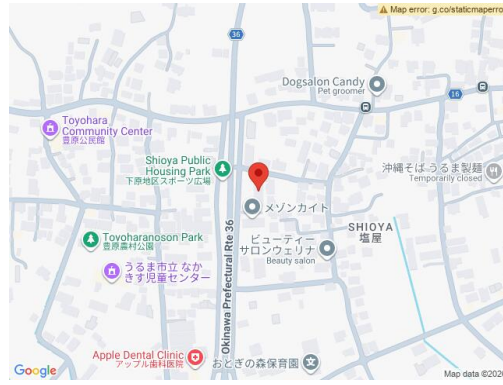 Map error: g.co/staticmaperro
36
Dogsalon Candy
Pet groomer
16
Toyohara
Community Center
豊原公民館
Shioya Public
Housing Park
下原地区スポーツ広場
沖縄そば うるま製麺
Temporarily closed
メゾンカイト
SHIOYA
塩屋
Toyoharanoson Park
豊原農村公園
ビューティー
サロンウェリナ
Beauty salon
うるま市立 なか
きす児童センター
Okinawa Prefectural Rte 36
Apple Dental Clinic
アップル歯科医院
おとぎの森保育園
Google
Map data ©202